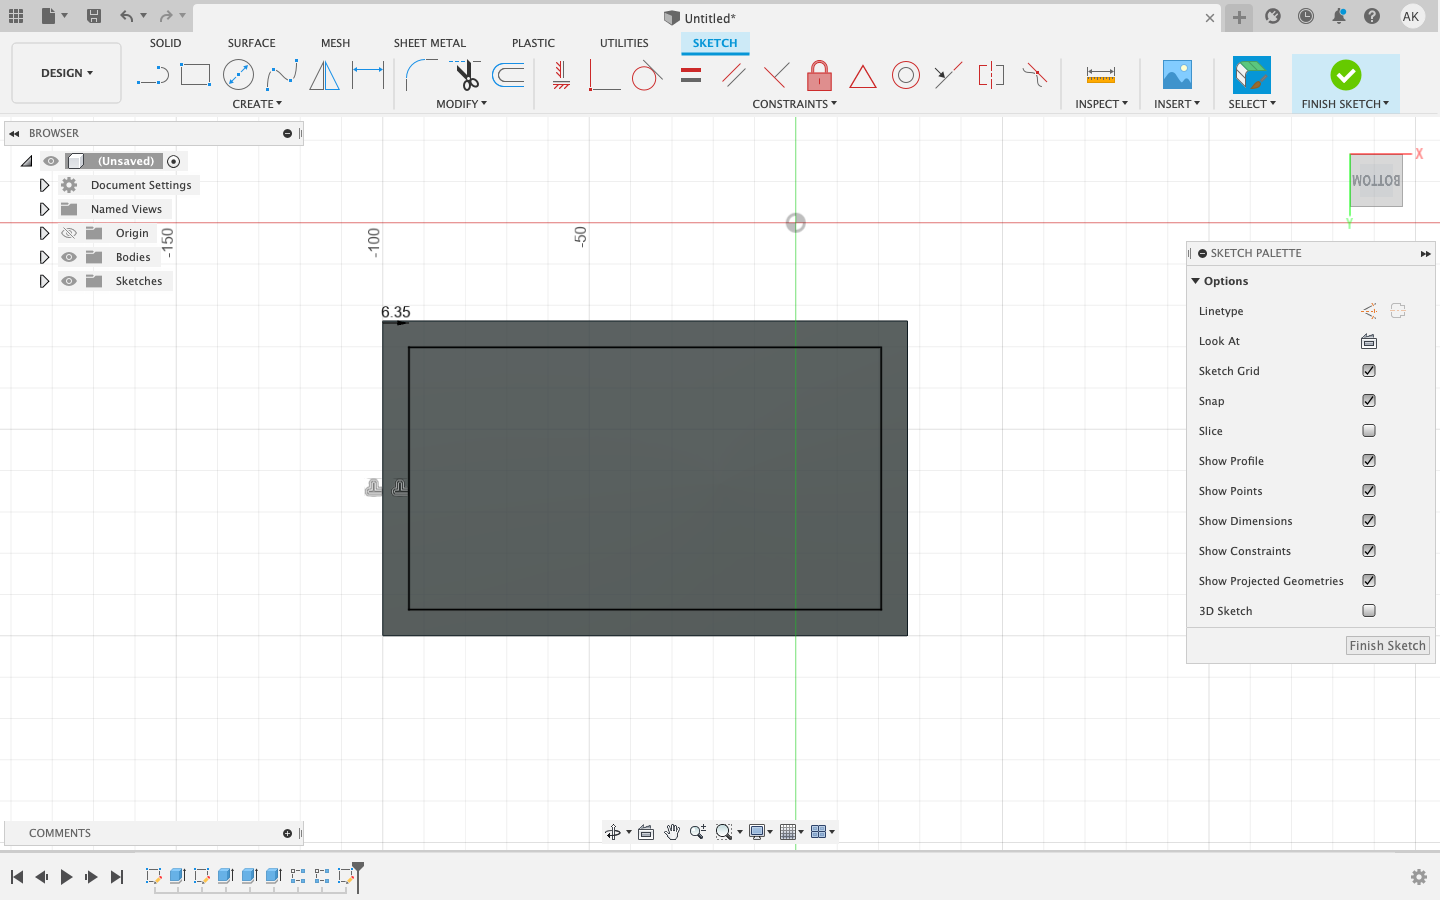 Untitled*
AK
DESIGN
SOLID
SURFACE
MESH
SHEET METAL
PLASTIC
UTILITIES
SKETCH
CREATE
MODIFY
CONSTRAINTS
INSPECT
INSERT
SELECT
FINISH SKETCH
BROWSER
(Unsaved)
Document Settings
Named Views
Origin
Bodies
Sketches
-150
-100
-50
6.35
X
BOTTOM
Y
SKETCH PALETTE
Options
Linetype
Look At
Sketch Grid
Snap
Slice
Show Profile
Show Points
Show Dimensions
Show Constraints
Show Projected Geometries
3D Sketch
Finish Sketch
COMMENTS